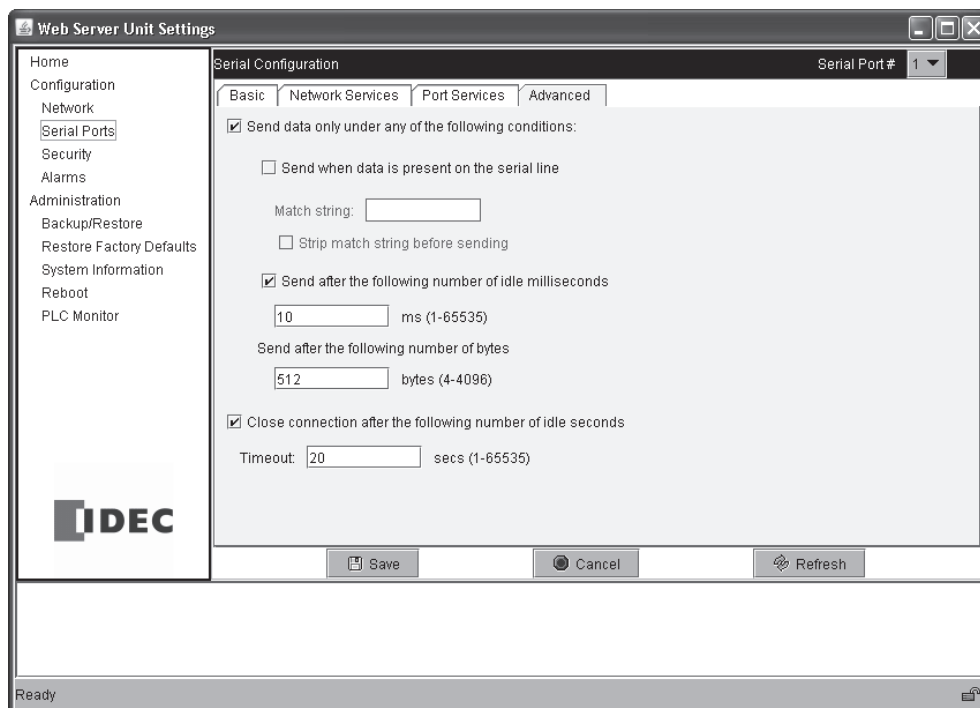 Web Server Unit Settings
Home
Configuration
Network
Serial Ports
Security
Alarms
Administration
Backup/Restore
Restore Factory Defaults
System Information
Reboot
PLC Monitor
IDEC
Serial Configuration Serial Port # 1
Basic Network Services Port Services Advanced
Send data only under any of the following conditions:
Send when data is present on the serial line
Match string:
Strip match string before sending
Send after the following number of idle milliseconds
10 ms (1-65535)
Send after the following number of bytes
512 bytes (4-4096)
Close connection after the following number of idle seconds
Timeout: 20 secs (1-65535)
Save Cancel Refresh
Ready